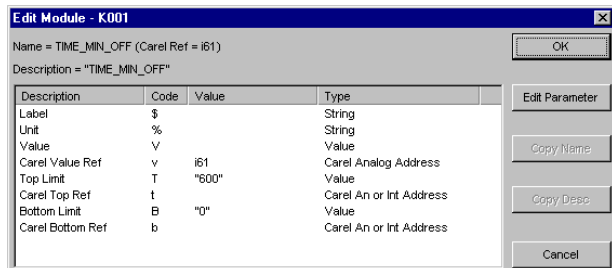 Edit Module - K001
Name = TIME_MIN_OFF (Carel Ref = i61)
OK
Description = "TIME_MIN_OFF"
Description Code Value Type
Edit Parameter
Label $ String
Unit % String
Value V Value
Copy Name
Carel Value Ref v i61 Carel Analog Address
Top Limit T "600" Value
Carel Top Ref t Carel An or Int Address
Copy Desc
Bottom Limit B "0" Value
Carel Bottom Ref b Carel An or Int Address
Cancel